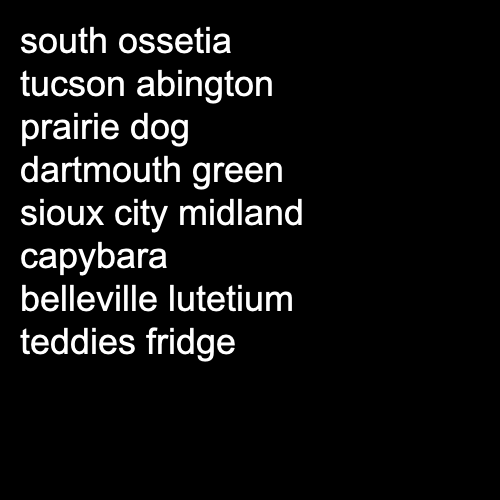 south ossetia
tucson abington
prairie dog
dartmouth green
sioux city midland
capybara
belleville lutetium
teddies fridge